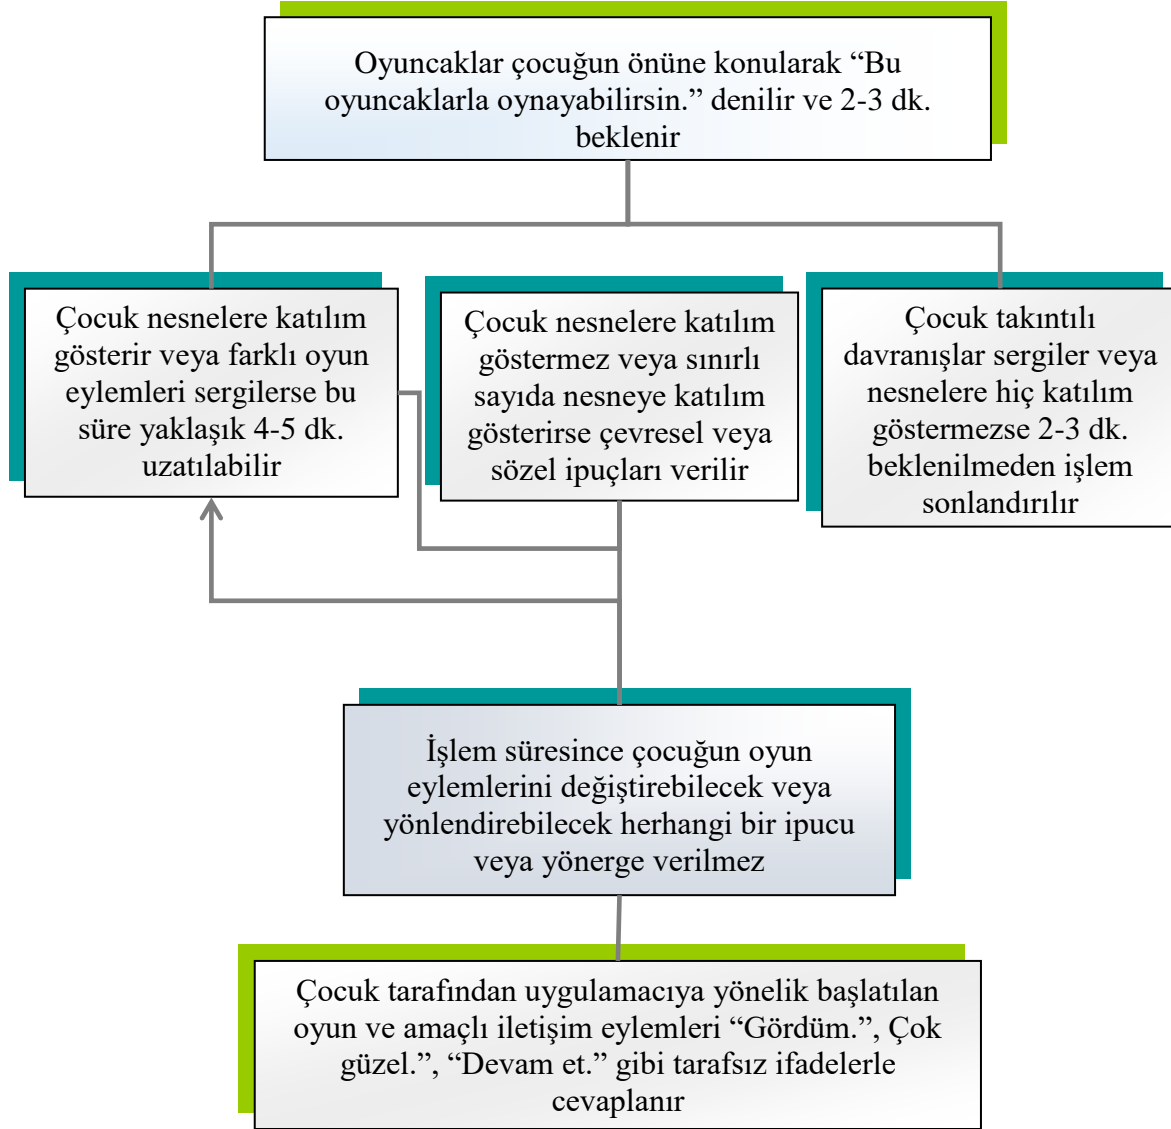 Oyuncaklar çocuğun önüne konularak “Bu
oyuncaklarla oynayabilirsin.” denilir ve 2-3 dk.
beklenir
Çocuk nesnelere katılım
gösterir veya farklı oyun
eylemleri sergilerse bu
süre yaklaşık 4-5 dk.
uzatılabilir
Çocuk nesnelere katılım
göstermez veya sınırlı
sayıda nesneye katılım
gösterirse çevresel veya
sözel ipuçları verilir
Çocuk takıntılı
davranışlar sergiler veya
nesnelere hiç katılım
göstermezse 2-3 dk.
beklenilmeden işlem
sonlandırılır
İşlem süresince çocuğun oyun
eylemlerini değiştirebilecek veya
yönlendirebilecek herhangi bir ipucu
veya yönerge verilmez
Çocuk tarafından uygulamacıya yönelik başlatılan
oyun ve amaçlı iletişim eylemleri “Gördüm.”, Çok
güzel.”, “Devam et.” gibi tarafsız ifadelerle
cevaplanır